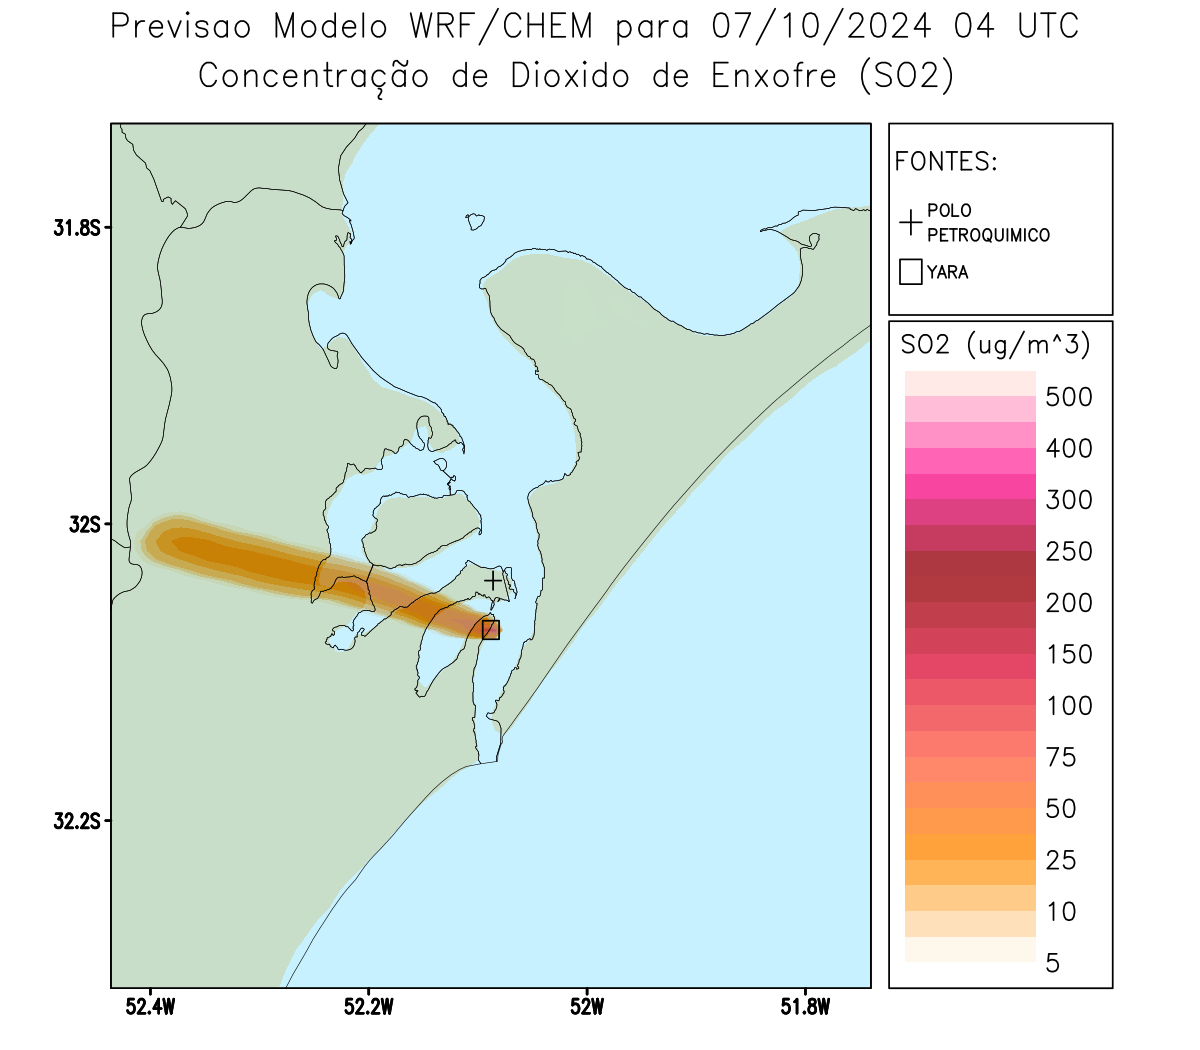 Previsao Modelo WRF/CHEM para 07/10/2024 04 UTC
Concentração de Dioxido de Enxofre (SO2)
FONTES:
POLO
PETROQUIMICO
YARA
31.8S
32S
32.2S
52.4W
52.2W
52W
51.8W
SO2 (ug/m^3)
500
400
300
250
200
150
100
75
50
25
10
5